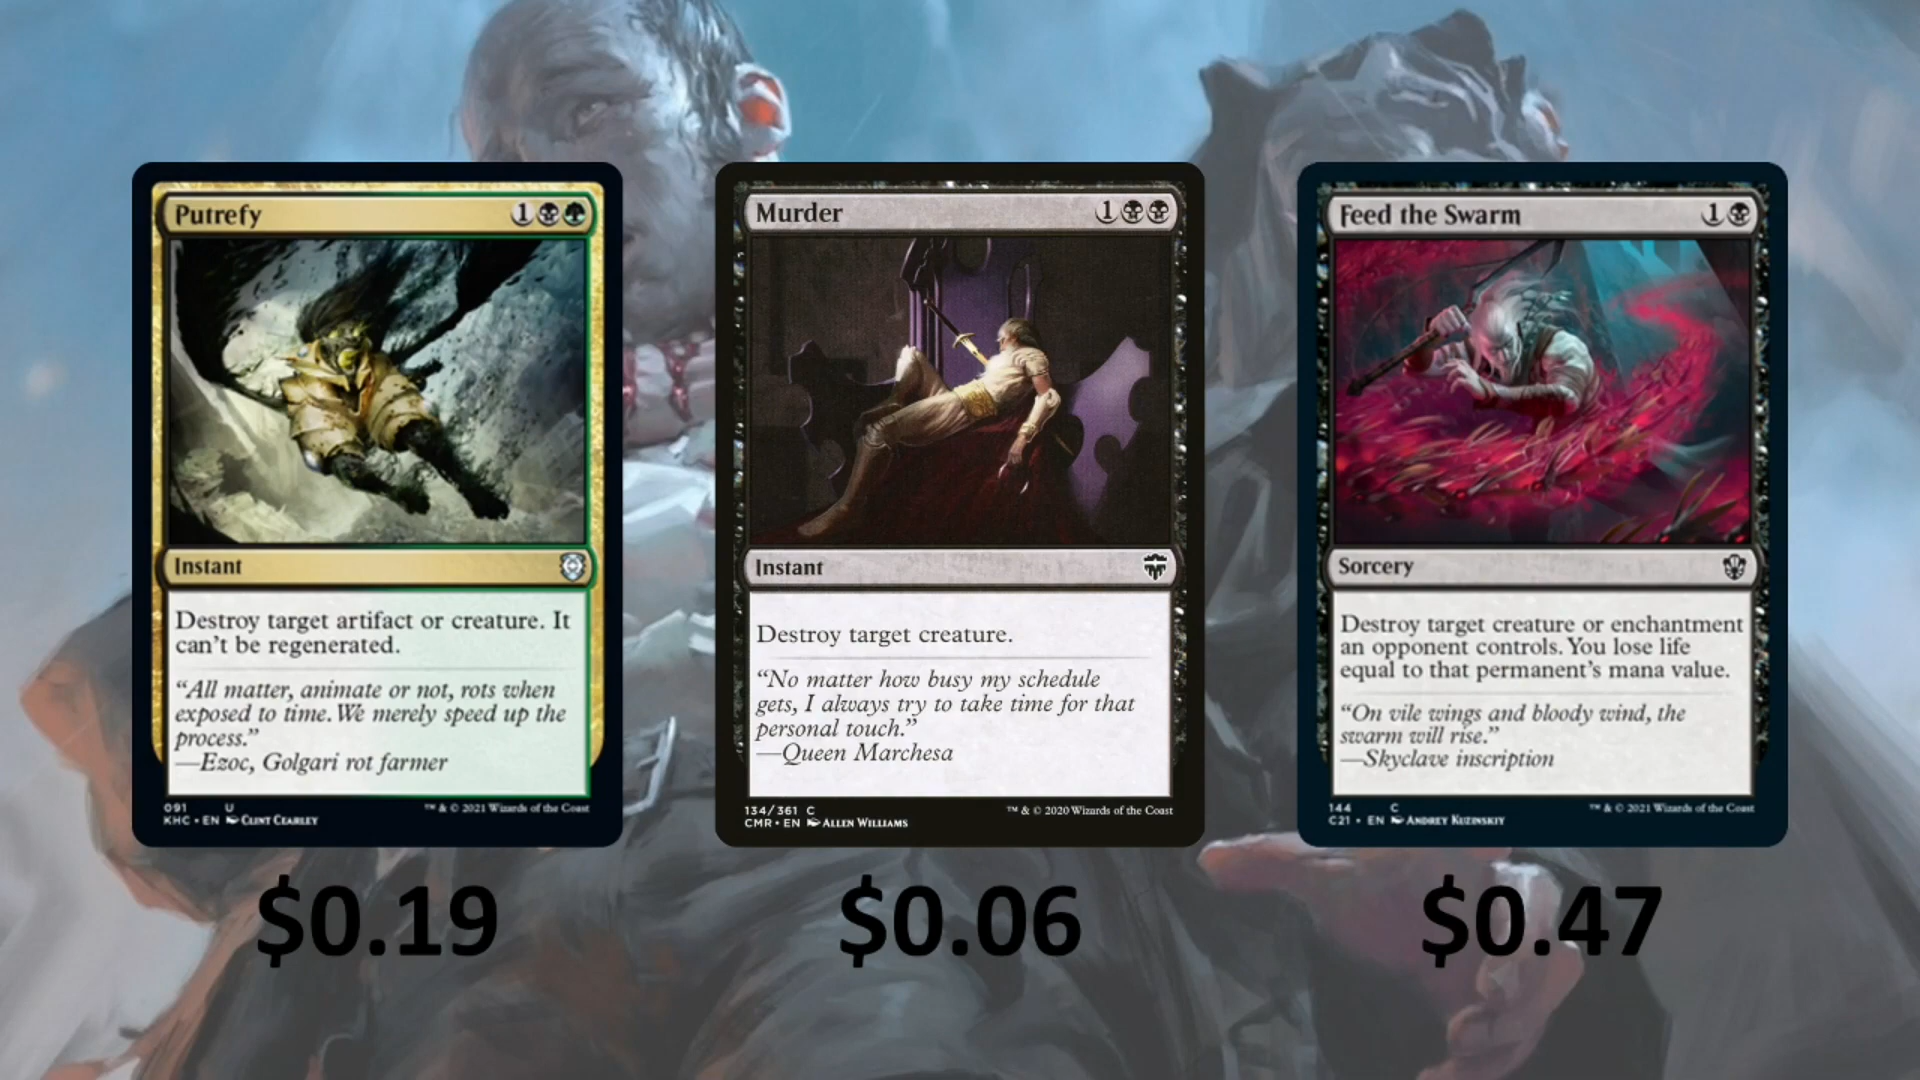 Putrefy 1
Instant
Destroy target artifact or creature. It
can't be regenerated.
“All matter, animate or not, rots when
exposed to time. We merely speed up the
process.”
—Ezoc, Golgari rot farmer
091 U
KHC • EN CLINT CEARLEY
™ & © 2021 Wizards of the Coast
$0.19
Murder 1
Instant
Destroy target creature.
“No matter how busy my schedule
gets, I always try to take time for that
personal touch.”
—Queen Marchesa
134/361 C
CMR • EN ALLEN WILLIAMS
™ & © 2020 Wizards of the Coast
$0.06
Feed the Swarm 1
Sorcery
Destroy target creature or enchantment
an opponent controls. You lose life
equal to that permanent's mana value.
“On vile wings and bloody wind, the
swarm will rise.”
—Skyclave inscription
144 C
C21 • EN ANDREY KUZINSKIY
™ & © 2021 Wizards of the Coast
$0.47